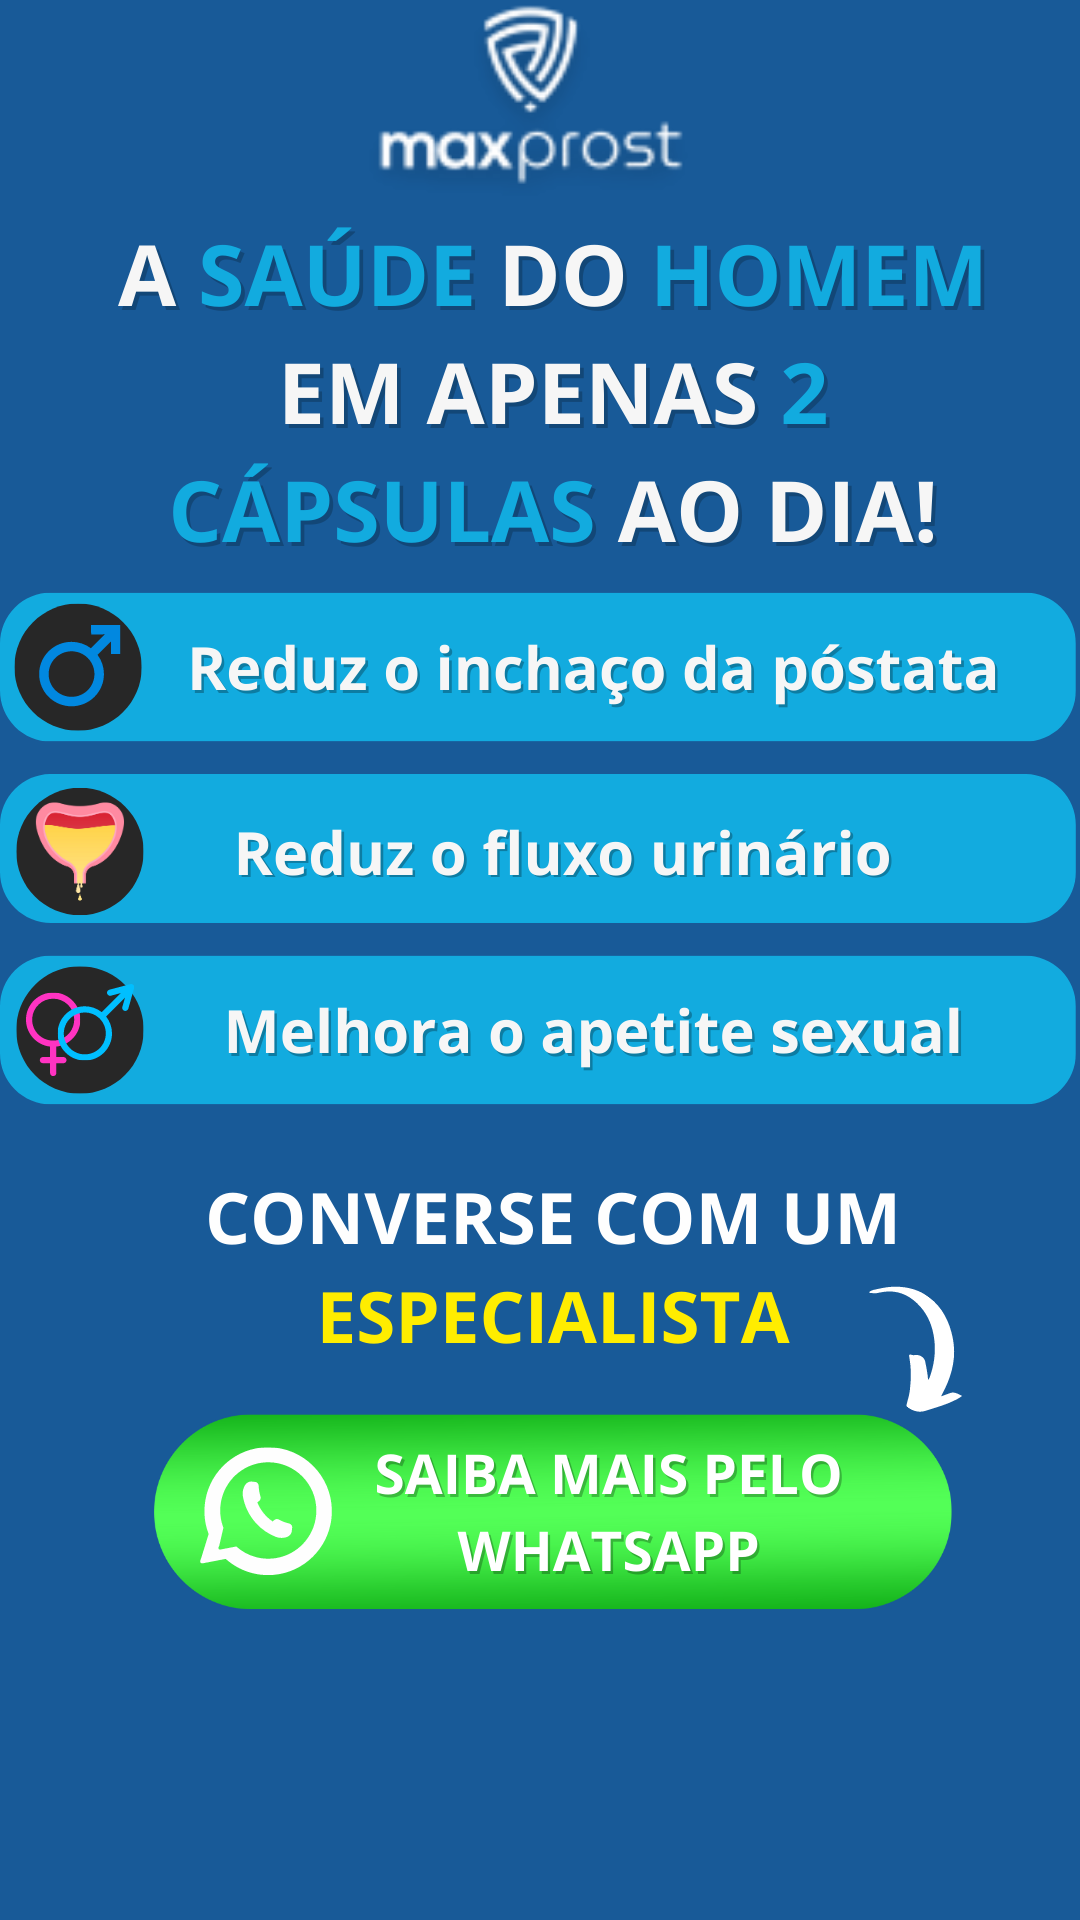 maxprost
A SAÚDE DO HOMEM
EM APENAS 2
CÁPSULAS AO DIA!
Reduz o inchaço da póstata
Reduz o fluxo urinário
Melhora o apetite sexual
CONVERSE COM UM
ESPECIALISTA
SAIBA MAIS PELO
WHATSAPP